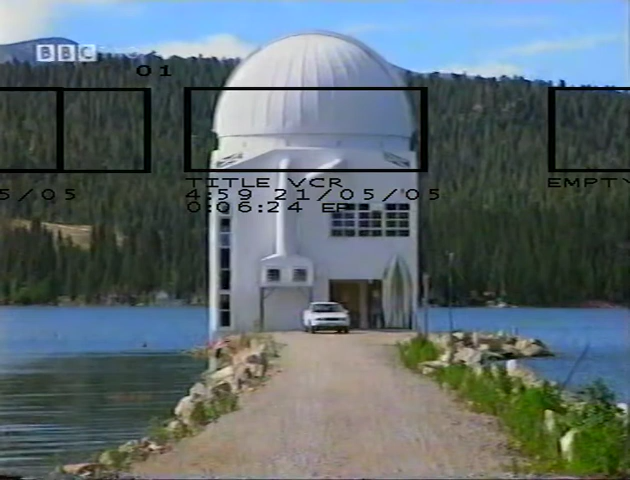 BBC
01
5/05
TITLE VCR
4:59 21/05/05
0:06:24 EP
EMPTY